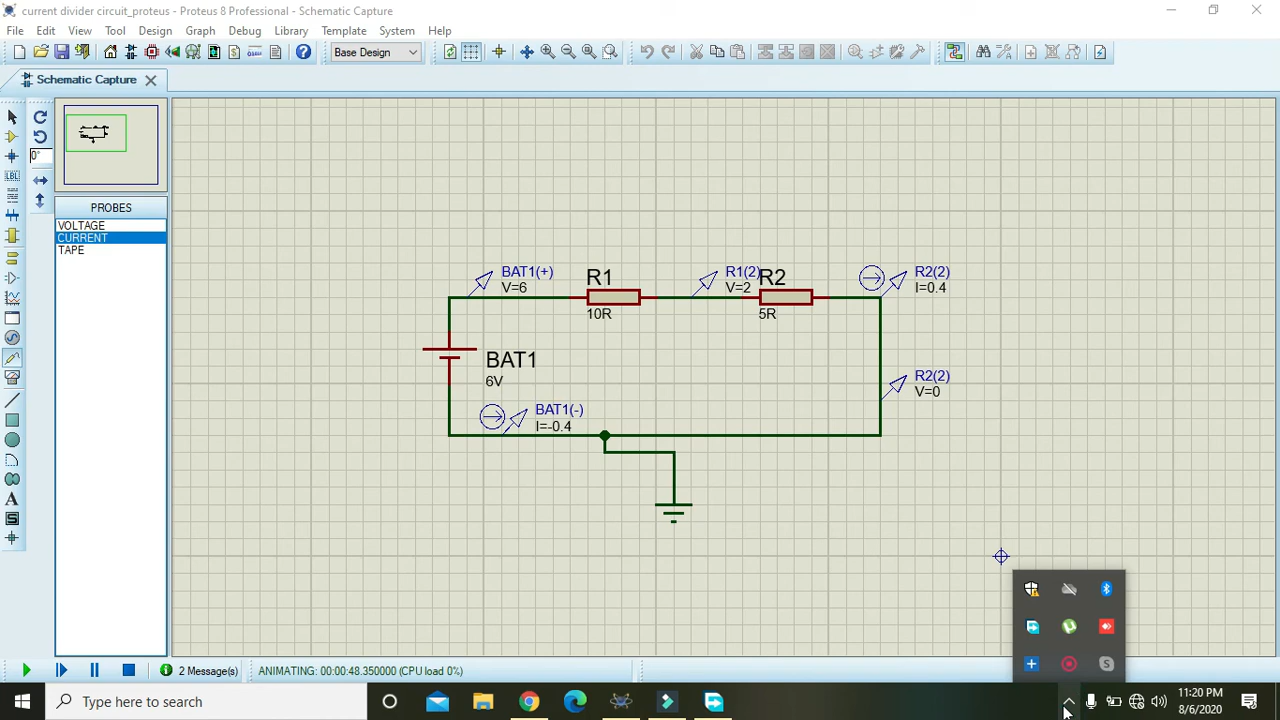 current divider circuit_proteus - Proteus 8 Professional - Schematic Capture
File Edit View Tool Design Graph Debug Library Template System Help
Base Design
Schematic Capture
LBL
0°
PROBES
VOLTAGE
CURRENT
TAPE
A
BAT1(+)
V=6
R1
10R
R1(2)
V=2
R2
5R
R2(2)
I=0.4
BAT1
6V
R2(2)
V=0
BAT1(-)
I=-0.4
2 Message(s)
ANIMATING: 00:00:48.350000 (CPU load 0%)
Type here to search
11:20 PM
8/6/2020